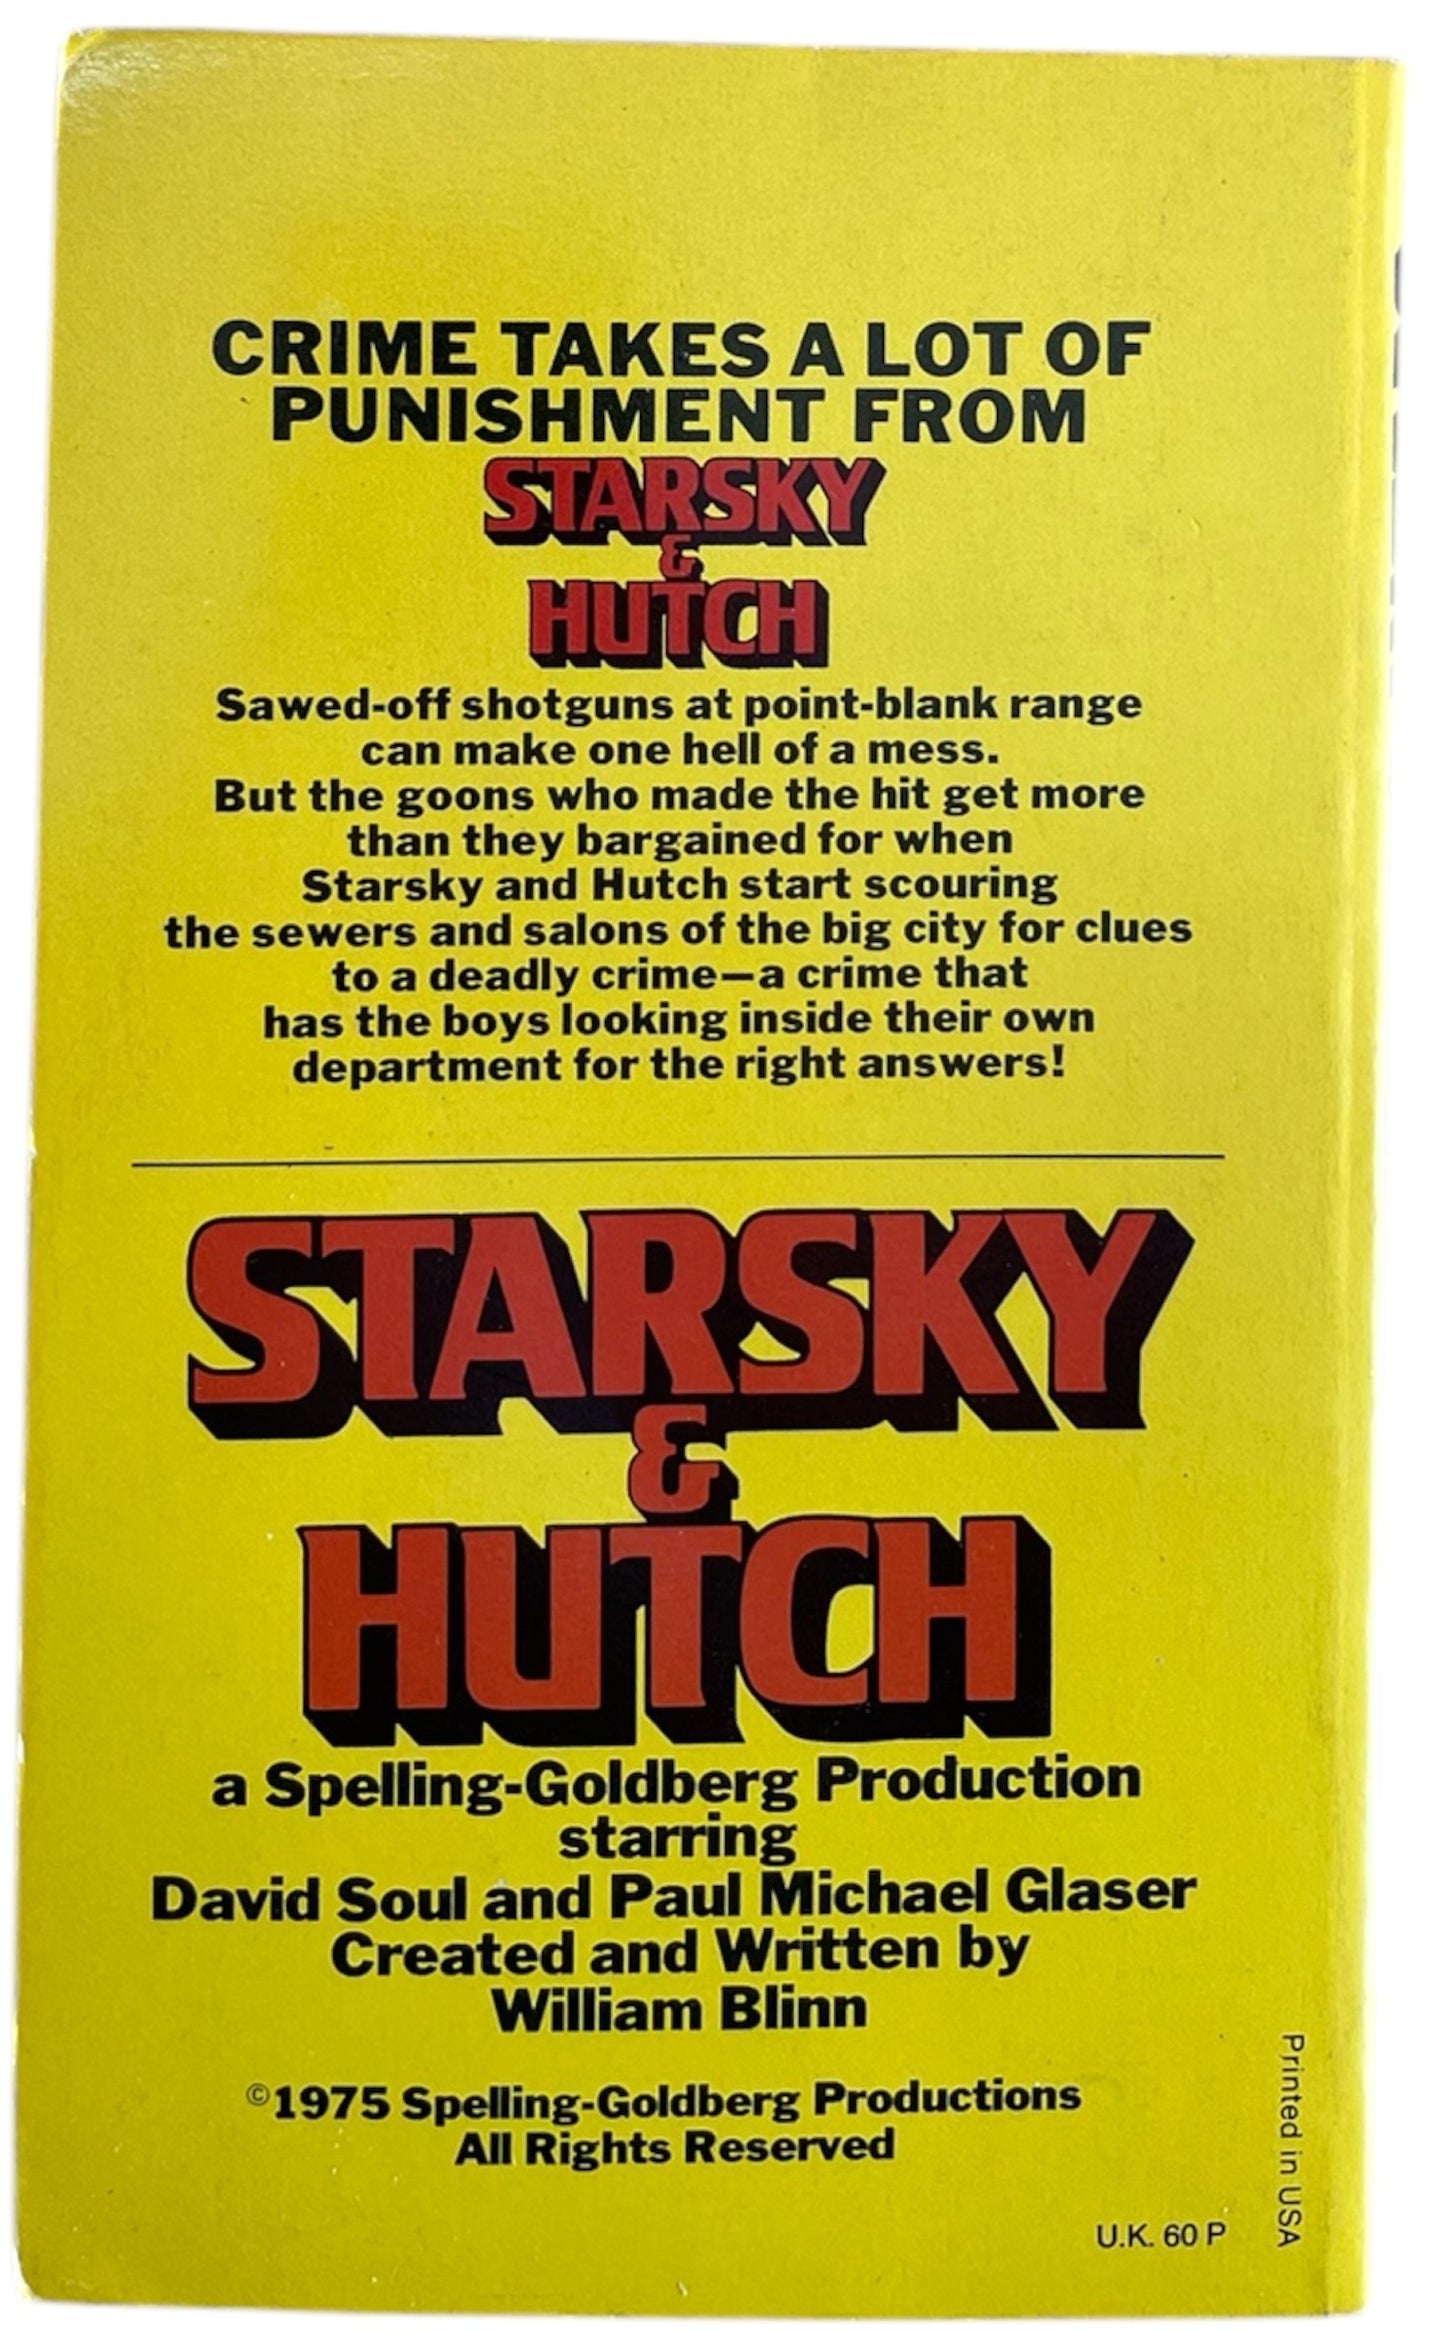 CRIME TAKES A LOT OF
PUNISHMENT FROM
STARSKY
&
HUTCH
Sawed-off shotguns at point-blank range
can make one hell of a mess.
But the goons who made the hit get more
than they bargained for when
Starsky and Hutch start scouring
the sewers and salons of the big city for clues
to a deadly crime—a crime that
has the boys looking inside their own
department for the right answers!
STARSKY
&
HUTCH
a Spelling-Goldberg Production
starring
David Soul and Paul Michael Glaser
Created and Written by
William Blinn
©1975 Spelling-Goldberg Productions
All Rights Reserved
U.K. 60 P
Printed in USA